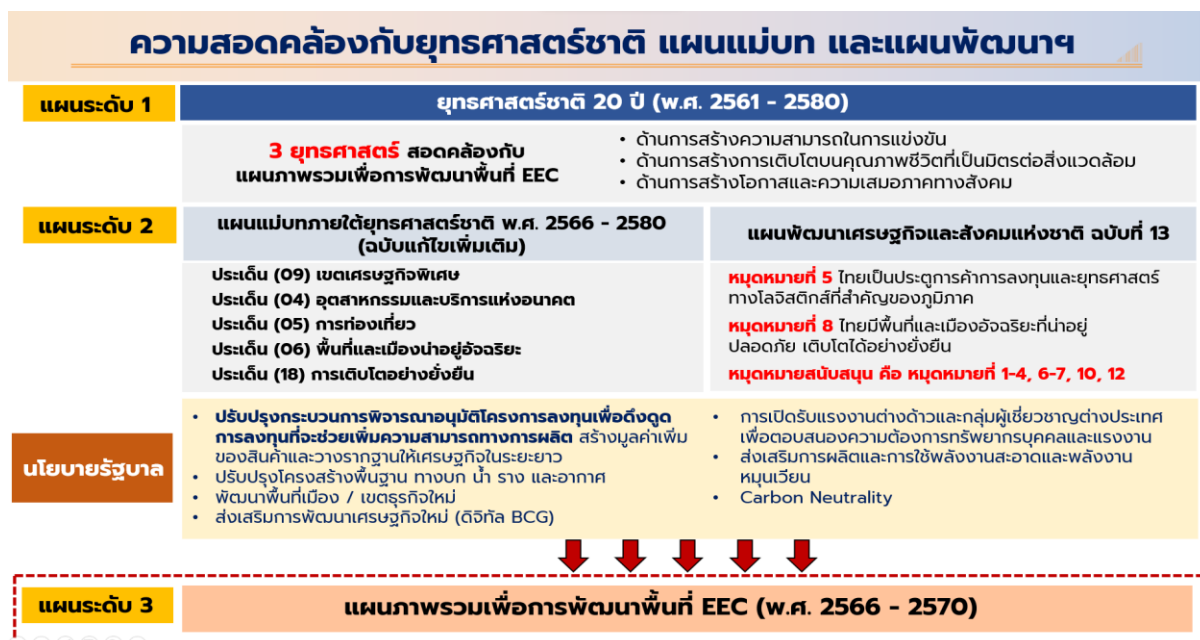 ความสอดคล้องกับยุทธศาสตร์ชาติ แผนแม่บท และแผนพัฒนาฯ
แผนระดับ 1
ยุทธศาสตร์ชาติ 20 ปี (พ.ศ. 2561 - 2580)
3 ยุทธศาสตร์ สอดคล้องกับ
แผนภาพรวมเพื่อการพัฒนาพื้นที่ EEC
• ด้านการสร้างความสามารถในการแข่งขัน
• ด้านการสร้างการเติบโตบนคุณภาพชีวิตที่เป็นมิตรต่อสิ่งแวดล้อม
• ด้านการสร้างโอกาสและความเสมอภาคทางสังคม
แผนระดับ 2
แผนแม่บทภายใต้ยุทธศาสตร์ชาติ พ.ศ. 2566 - 2580
(ฉบับแก้ไขเพิ่มเติม)
ประเด็น (09) เขตเศรษฐกิจพิเศษ
ประเด็น (04) อุตสาหกรรมและบริการแห่งอนาคต
ประเด็น (05) การท่องเที่ยว
ประเด็น (06) พื้นที่และเมืองน่าอยู่อัจฉริยะ
ประเด็น (18) การเติบโตอย่างยั่งยืน
แผนพัฒนาเศรษฐกิจและสังคมแห่งชาติ ฉบับที่ 13
หมุดหมายที่ 5 ไทยเป็นประตูการค้าการลงทุนและยุทธศาสตร์
ทางโลจิสติกส์ที่สำคัญของภูมิภาค
หมุดหมายที่ 8 ไทยมีพื้นที่และเมืองอัจฉริยะที่น่าอยู่
ปลอดภัย เติบโตได้อย่างยั่งยืน
หมุดหมายสนับสนุน คือ หมุดหมายที่ 1-4, 6-7, 10, 12
นโยบายรัฐบาล
• ปรับปรุงกระบวนการพิจารณาอนุมัติโครงการลงทุนเพื่อดึงดูด
การลงทุนที่จะช่วยเพิ่มความสามารถทางการผลิต สร้างมูลค่าเพิ่ม
ของสินค้าและวางรากฐานให้เศรษฐกิจในระยะยาว
• ปรับปรุงโครงสร้างพื้นฐาน ทางบก น้ำ ราง และอากาศ
• พัฒนาพื้นที่เมือง / เขตธุรกิจใหม่
• ส่งเสริมการพัฒนาเศรษฐกิจใหม่ (ดิจิทัล BCG)
• การเปิดรับแรงงานต่างด้าวและกลุ่มผู้เชี่ยวชาญต่างประเทศ
เพื่อตอบสนองความต้องการทรัพยากรบุคคลและแรงงาน
• ส่งเสริมการผลิตและการใช้พลังงานสะอาดและพลังงาน
หมุนเวียน
• Carbon Neutrality
แผนระดับ 3
แผนภาพรวมเพื่อการพัฒนาพื้นที่ EEC (พ.ศ. 2566 - 2570)